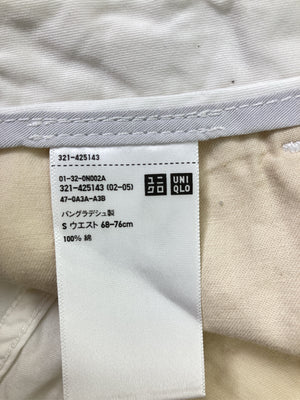 321-425143
01-32-0N002A
321-425143 (02-05)
47-0A3A-A3B
ユニクロ UNIQLO
バングラデシュ製
S ウエスト 68-76cm
100% 綿